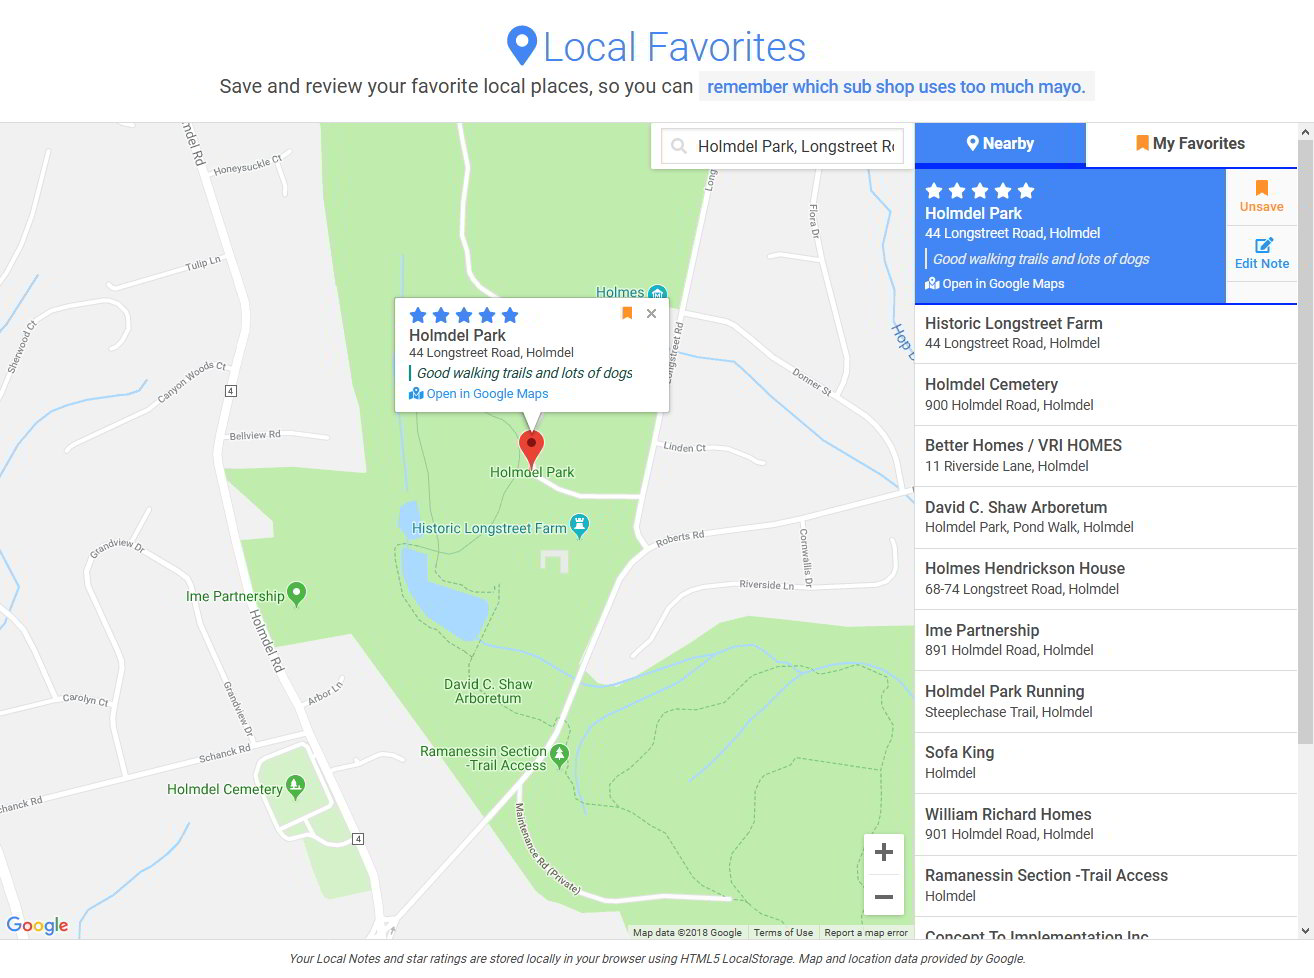 Local Favorites
Save and review your favorite local places, so you can remember which sub shop uses too much mayo.
Holmdel Park, Longstreet R
Nearby
My Favorites
Holmdel Park
44 Longstreet Road, Holmdel
Good walking trails and lots of dogs
Open in Google Maps
Unsave
Edit Note
Historic Longstreet Farm
44 Longstreet Road, Holmdel
Holmdel Cemetery
900 Holmdel Road, Holmdel
Better Homes / VRI HOMES
11 Riverside Lane, Holmdel
David C. Shaw Arboretum
Holmdel Park, Pond Walk, Holmdel
Holmes Hendrickson House
68-74 Longstreet Road, Holmdel
Ime Partnership
891 Holmdel Road, Holmdel
Holmdel Park Running
Steeplechase Trail, Holmdel
Sofa King
Holmdel
William Richard Homes
901 Holmdel Road, Holmdel
Ramanessin Section -Trail Access
Holmdel
Concept To Implementation Inc
mdel Rd
Honeysuckle Ct
Long
Flora Dr
Tulip Ln
Holmes
Sherwood Ct
Holmdel Park
44 Longstreet Road, Holmdel
Good walking trails and lots of dogs
Open in Google Maps
ongstreet Rd
Hop
Canyon Woods Ct
4
Donner St
Bellview Rd
Linden Ct
Holmdel Park
Historic Longstreet Farm
Roberts Rd
Cornwallis Dr
Grandview Dr
Riverside Ln
Ime Partnership
Holmdel Rd
David C. Shaw
Arboretum
Carolyn Ct
Grandview Dr
Arbor Ln
Schanck Rd
Ramanessin Section
-Trail Access
Holmdel Cemetery
chanck Rd
4
Maintenance Rd (Private)
+
−
Google
Map data ©2018 Google
Terms of Use
Report a map error
Your Local Notes and star ratings are stored locally in your browser using HTML5 LocalStorage. Map and location data provided by Google.